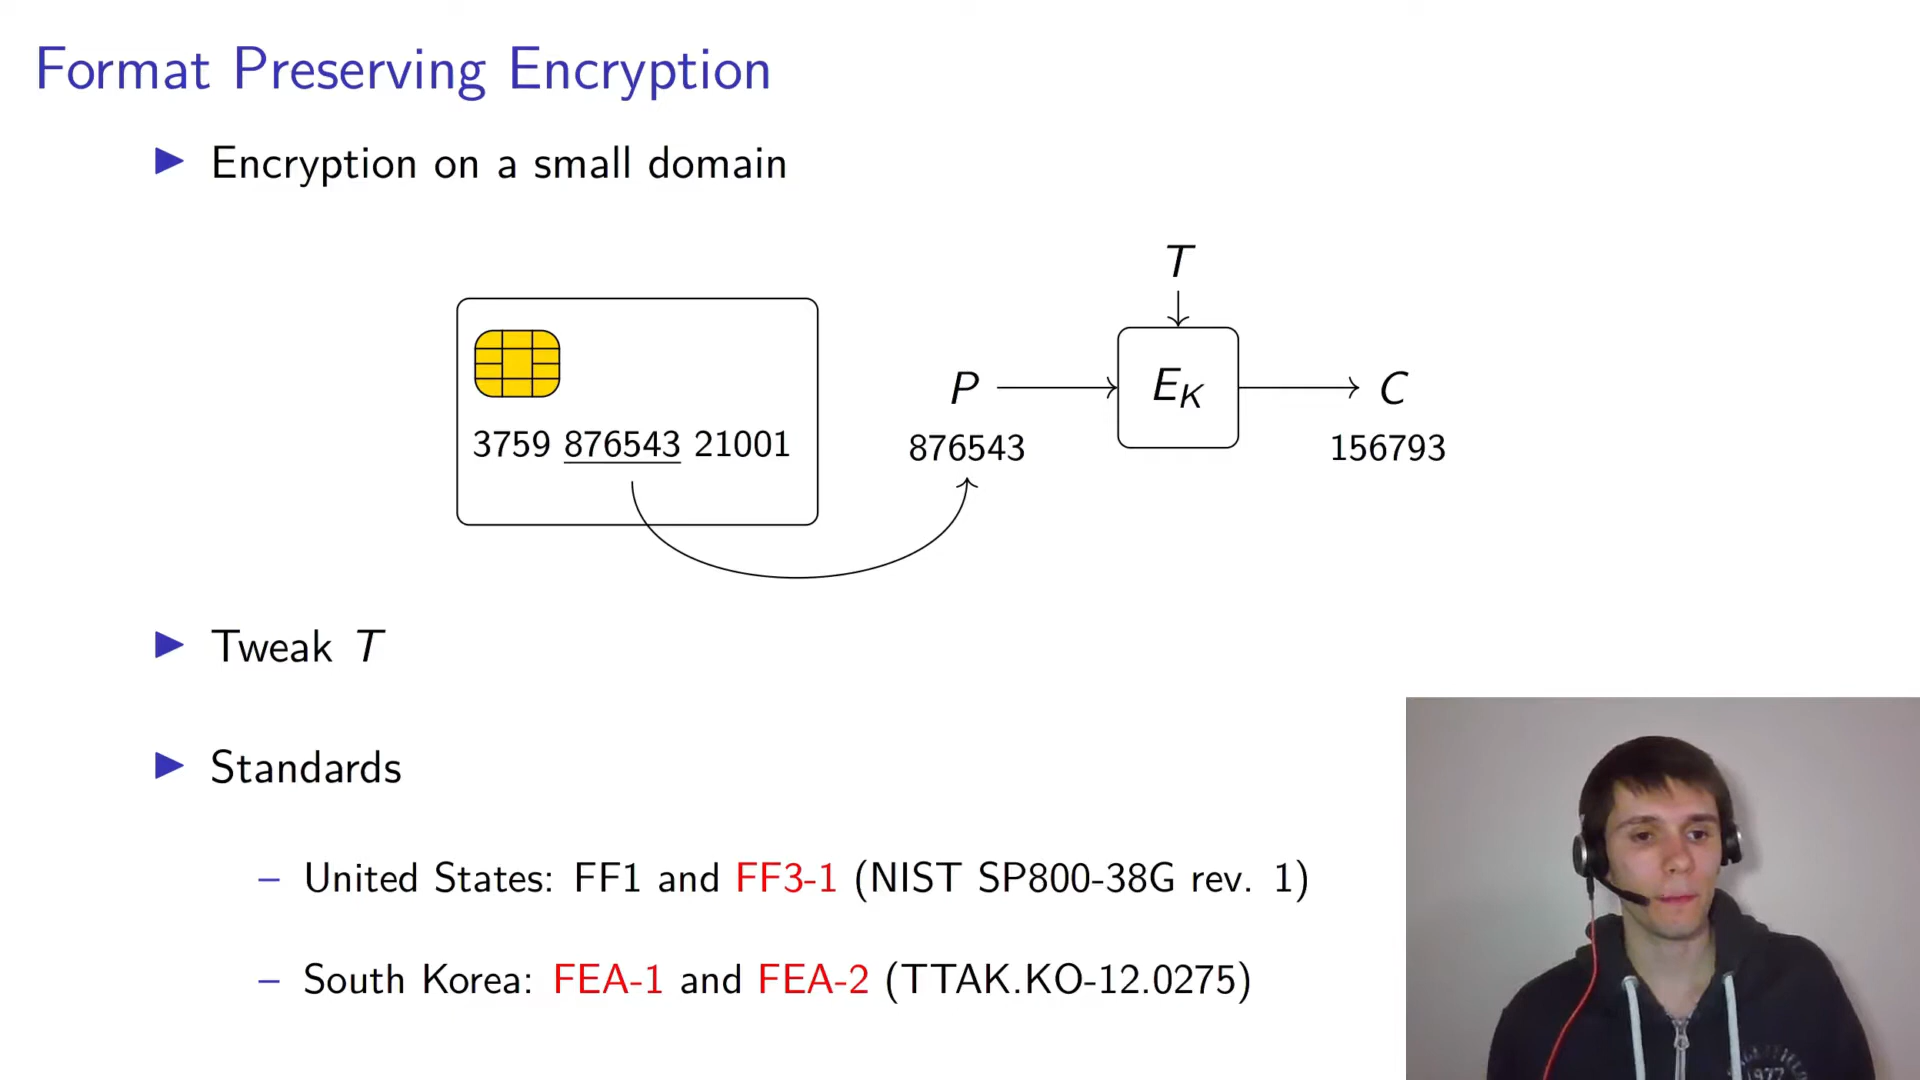 Format Preserving Encryption
▶ Encryption on a small domain
T
3759 876543 21001
P
E_K
C
876543
156793
▶ Tweak T
▶ Standards
– United States: FF1 and FF3-1 (NIST SP800-38G rev. 1)
– South Korea: FEA-1 and FEA-2 (TTAK.KO-12.0275)
1977